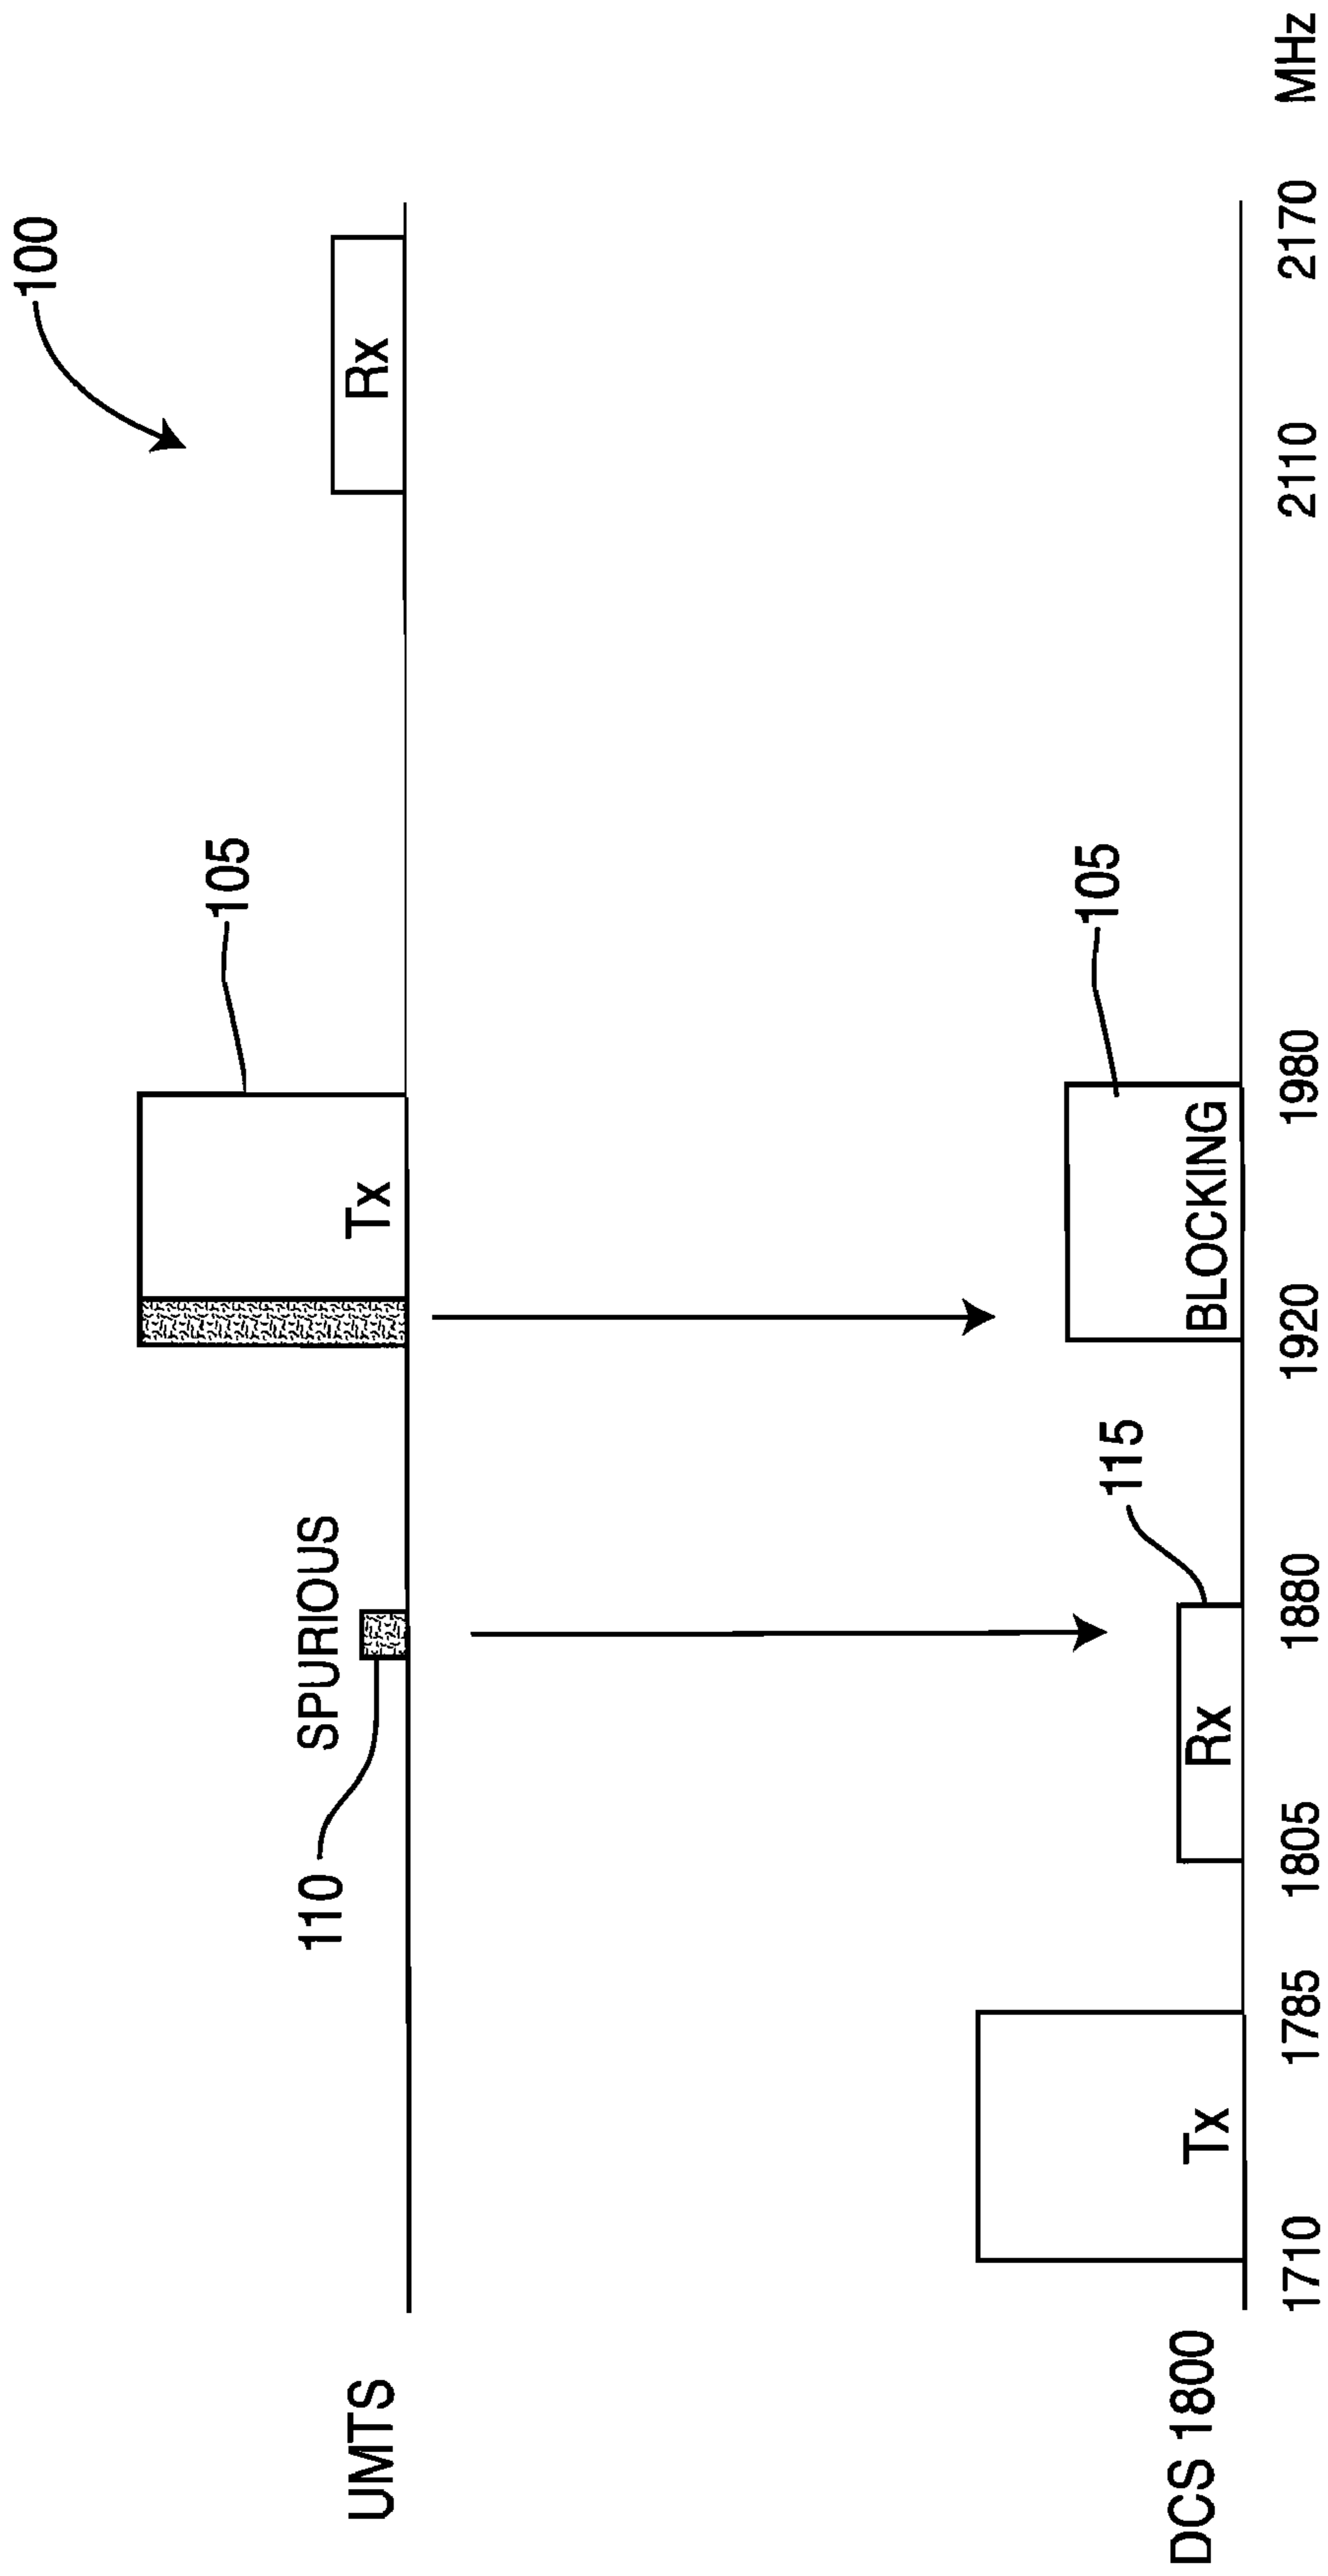 100
105
SPURIOUS
110
UMTS
Tx
Rx
105
115
DCS 1800
Tx
Rx
BLOCKING
1710 1785 1805 1880 1920 1980 2110 2170 MHz